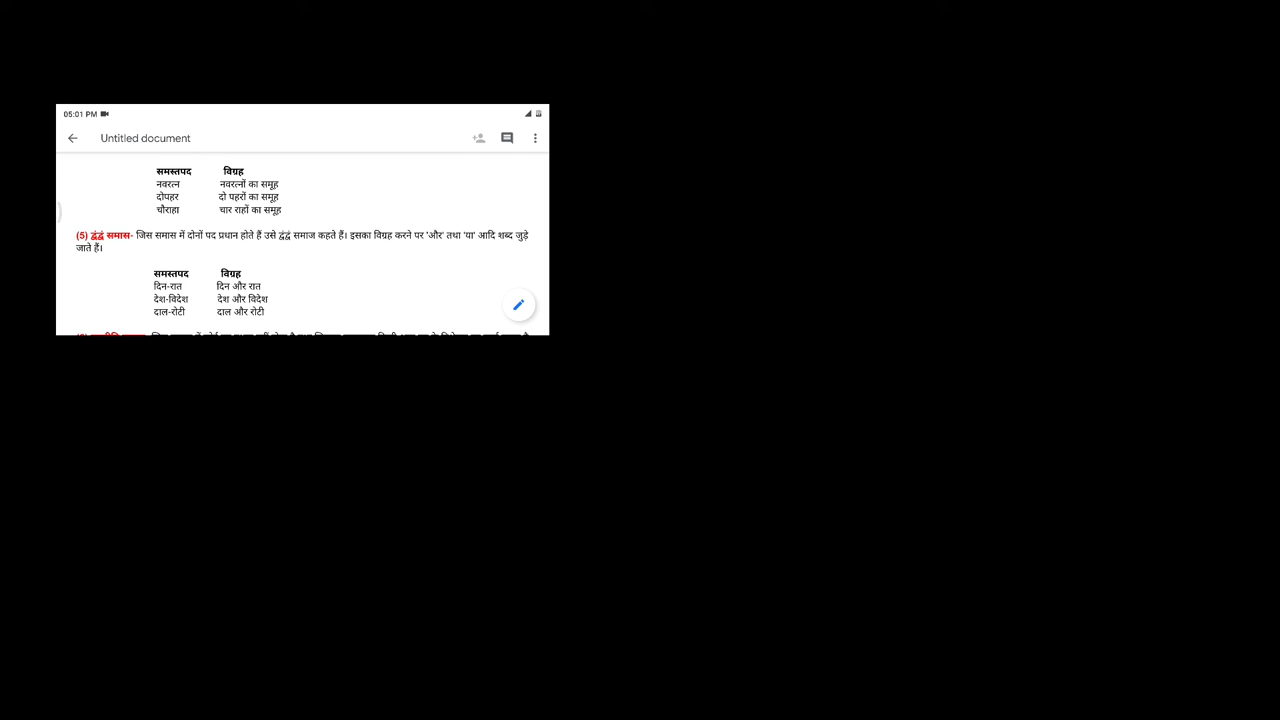 05:01 PM
Untitled document
समस्तपद विग्रह
नवरत्न नवरत्नों का समूह
दोपहर दो पहरों का समूह
चौराहा चार राहों का समूह
(5) द्वंद्वं समास- जिस समास में दोनों पद प्रधान होते हैं उसे द्वंद्वं समाज कहते हैं। इसका विग्रह करने पर 'और' तथा 'या' आदि शब्द जुड़े
जाते हैं।
समस्तपद विग्रह
दिन-रात दिन और रात
देश-विदेश देश और विदेश
दाल-रोटी दाल और रोटी